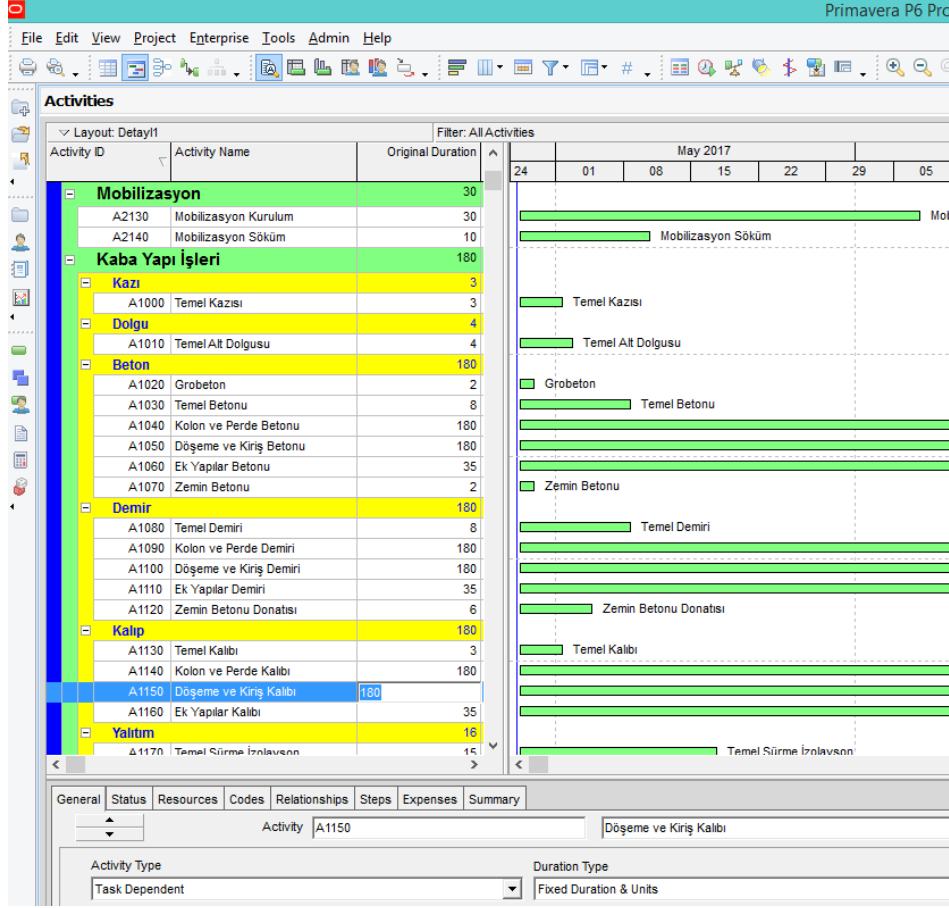 Primavera P6 Pro
File Edit View Project Enterprise Tools Admin Help
Activities
Layout: Detayl1 Filter: All Activities
Activity ID Activity Name Original Duration
May 2017
24 01 08 15 22 29 05
Mobilizasyon 30
A2130 Mobilizasyon Kurulum 30
A2140 Mobilizasyon Söküm 10 Mobilizasyon Söküm
Kaba Yapı İşleri 180
Kazı 3
A1000 Temel Kazısı 3 Temel Kazısı
Dolgu 4
A1010 Temel Alt Dolgusu 4 Temel Alt Dolgusu
Beton 180
A1020 Grobeton 2 Grobeton
A1030 Temel Betonu 8 Temel Betonu
A1040 Kolon ve Perde Betonu 180
A1050 Döşeme ve Kiriş Betonu 180
A1060 Ek Yapılar Betonu 35
A1070 Zemin Betonu 2 Zemin Betonu
Demir 180
A1080 Temel Demiri 8 Temel Demiri
A1090 Kolon ve Perde Demiri 180
A1100 Döşeme ve Kiriş Demiri 180
A1110 Ek Yapılar Demiri 35
A1120 Zemin Betonu Donatısı 6 Zemin Betonu Donatısı
Kalıp 180
A1130 Temel Kalıbı 3 Temel Kalıbı
A1140 Kolon ve Perde Kalıbı 180
A1150 Döşeme ve Kiriş Kalıbı 180
A1160 Ek Yapılar Kalıbı 35
Yalıtım 16
A1170 Temel Sürme İzolayson 15 Temel Sürme İzolayson
General Status Resources Codes Relationships Steps Expenses Summary
Activity A1150 Döşeme ve Kiriş Kalıbı
Activity Type Duration Type
Task Dependent Fixed Duration & Units